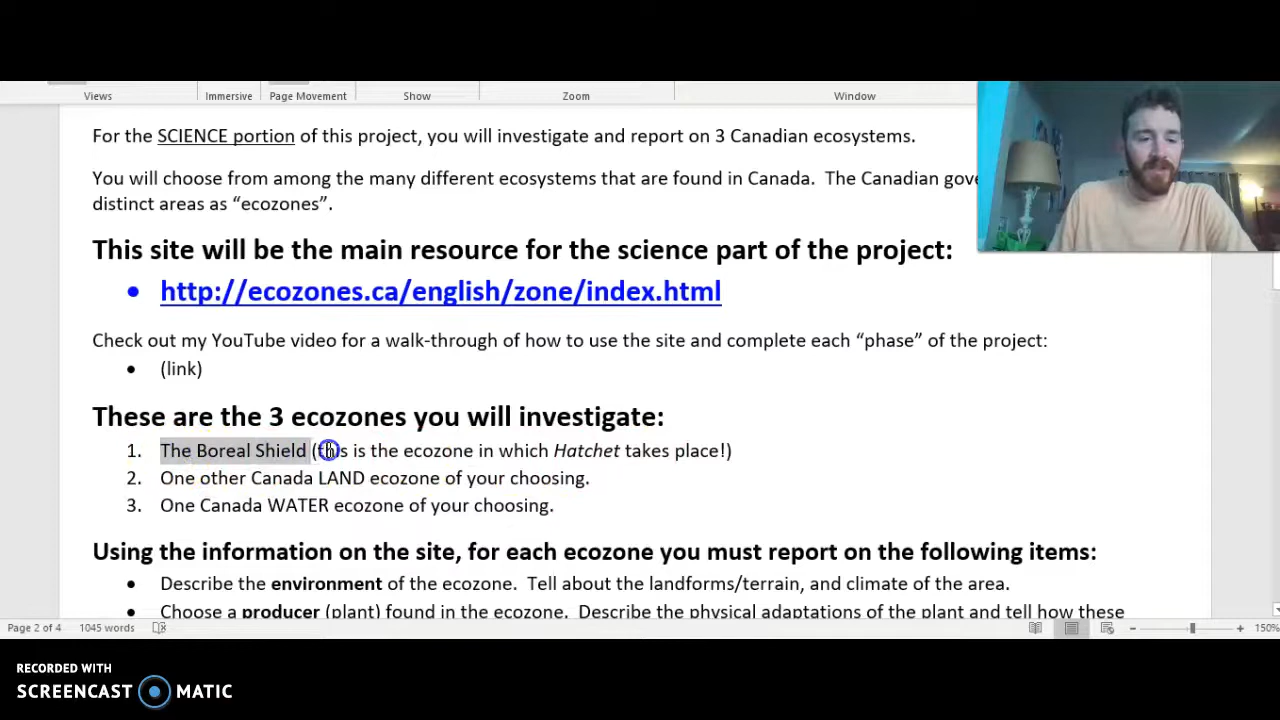 Views Immersive Page Movement Show Zoom Window
For the SCIENCE portion of this project, you will investigate and report on 3 Canadian ecosystems.
You will choose from among the many different ecosystems that are found in Canada. The Canadian gov
distinct areas as “ecozones”.
This site will be the main resource for the science part of the project:
• http://ecozones.ca/english/zone/index.html
Check out my YouTube video for a walk-through of how to use the site and complete each “phase” of the project:
• (link)
These are the 3 ecozones you will investigate:
1. The Boreal Shield (this is the ecozone in which Hatchet takes place!)
2. One other Canada LAND ecozone of your choosing.
3. One Canada WATER ecozone of your choosing.
Using the information on the site, for each ecozone you must report on the following items:
• Describe the environment of the ecozone. Tell about the landforms/terrain, and climate of the area.
• Choose a producer (plant) found in the ecozone. Describe the physical adaptations of the plant and tell how these
Page 2 of 4 1045 words 150%
RECORDED WITH
SCREENCAST MATIC